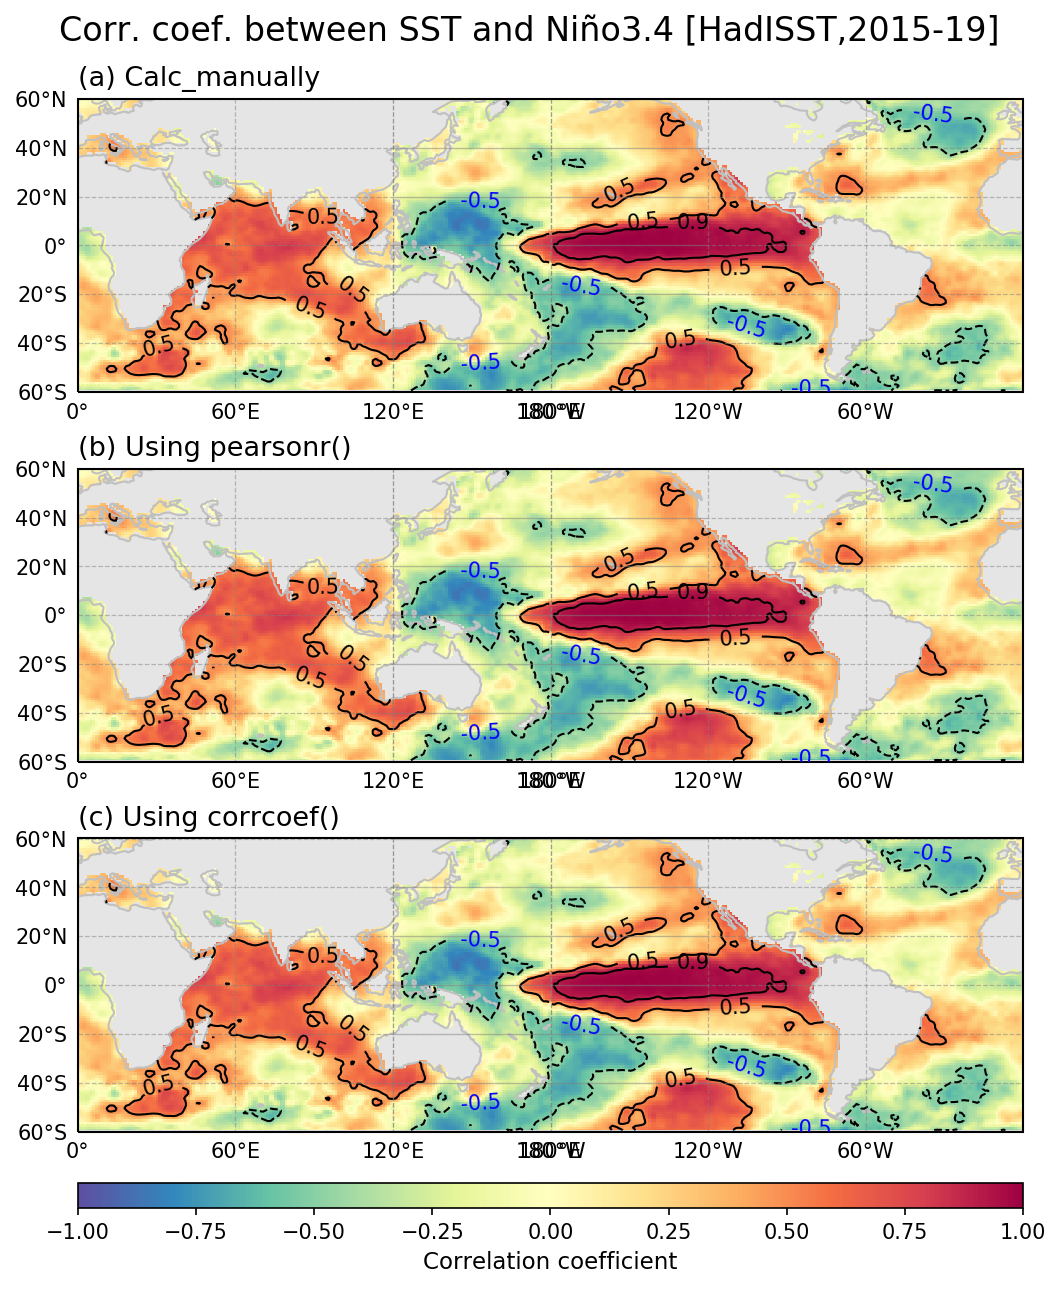 Corr. coef. between SST and Niño3.4 [HadISST,2015-19]
(a) Calc_manually
60°N
40°N
20°N
0°
20°S
40°S
60°S
-0.5
0.5
0.5
-0.5
0.5
0.9
0.5
0.5
-0.5
0.5
-0.5
0.5
0.5
-0.5
-0.5
0° 60°E 120°E 120°W 60°W
(b) Using pearsonr()
60°N
40°N
20°N
0°
20°S
40°S
60°S
-0.5
0.5
0.5
-0.5
0.5
0.9
0.5
0.5
-0.5
0.5
-0.5
0.5
0.5
-0.5
-0.5
0° 60°E 120°E 120°W 60°W
(c) Using corrcoef()
60°N
40°N
20°N
0°
20°S
40°S
60°S
-0.5
0.5
0.5
-0.5
0.5
0.9
0.5
0.5
-0.5
0.5
-0.5
0.5
0.5
-0.5
-0.5
0° 60°E 120°E 120°W 60°W
−1.00 −0.75 −0.50 −0.25 0.00 0.25 0.50 0.75 1.00
Correlation coefficient